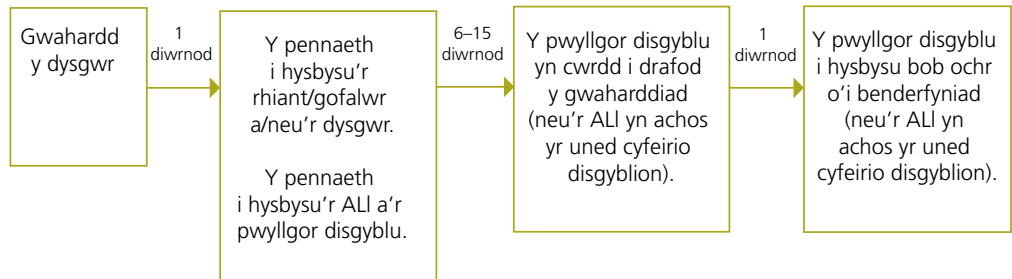 Gwahardd
y dysgwr
1
diwrnod
Y pennaeth
i hysbysu'r
rhiant/gofalwr
a/neu'r dysgwr.
Y pennaeth
i hysbysu'r ALl a'r
pwyllgor disgyblu.
6–15
diwrnod
Y pwyllgor disgyblu
yn cwrdd i drafod
y gwaharddiad
(neu'r ALl yn achos
yr uned cyfeirio
disgyblion).
1
diwrnod
Y pwyllgor disgyblu
i hysbysu bob ochr
o'i benderfyniad
(neu'r ALl yn
achos yr uned
cyfeirio disgyblion).